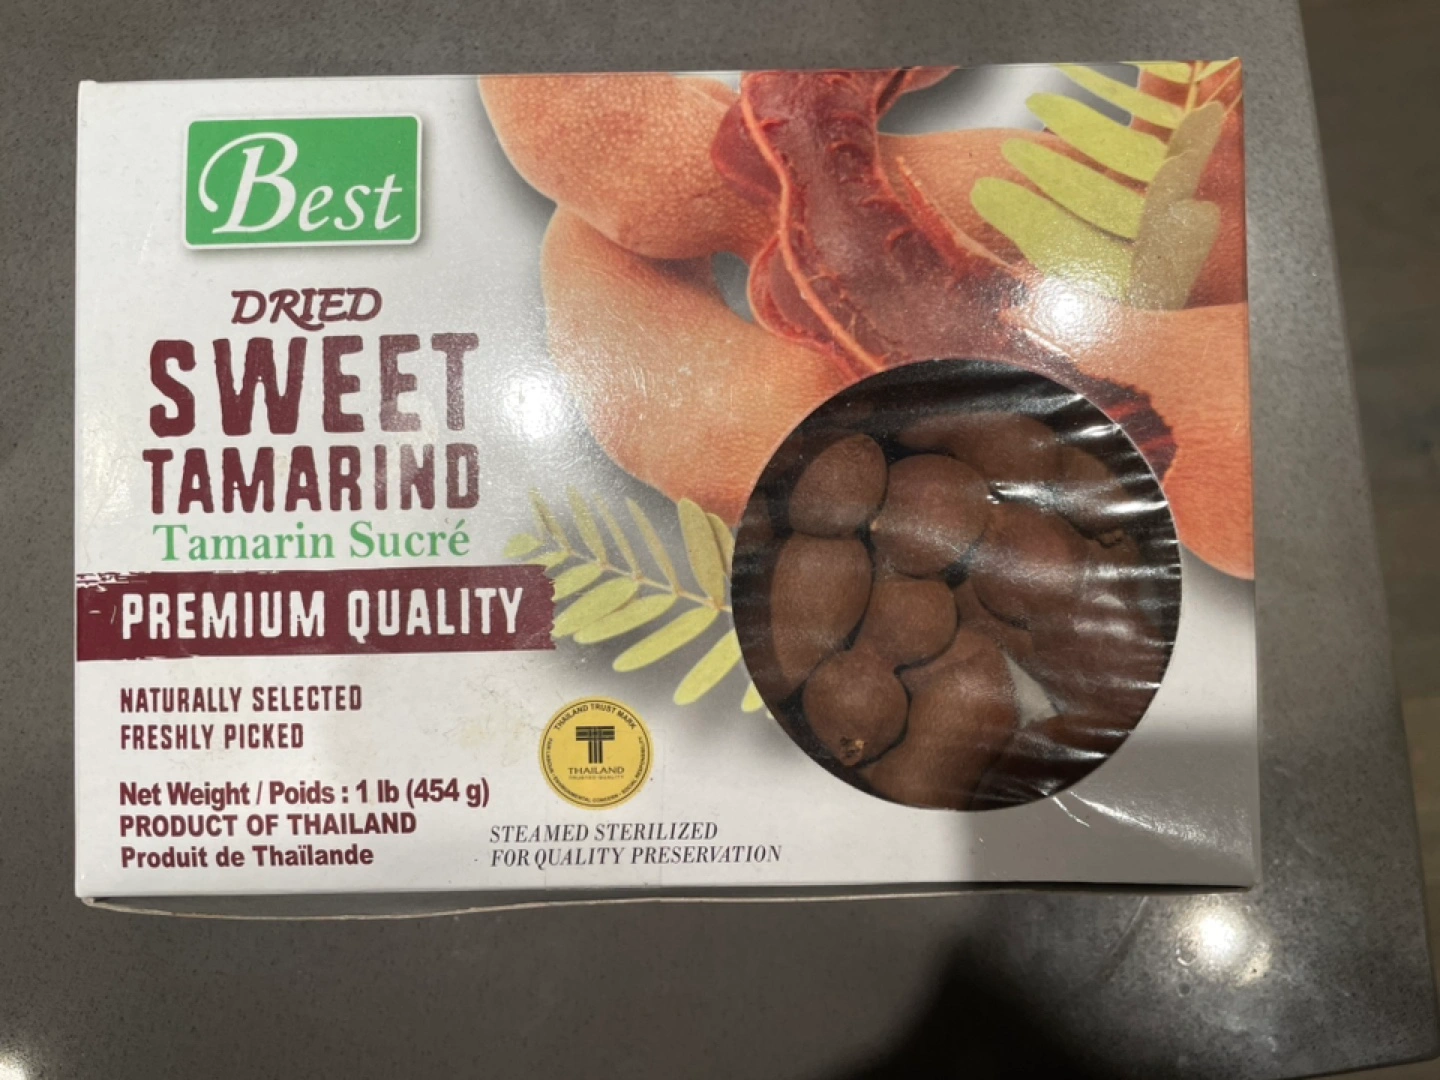 Best
DRIED
SWEET
TAMARIND
Tamarin Sucré
PREMIUM QUALITY
NATURALLY SELECTED
FRESHLY PICKED
Net Weight / Poids : 1 lb (454 g)
PRODUCT OF THAILAND
Produit de Thaïlande
THAILAND TRUST MARK
THAILAND
STEAMED STERILIZED
FOR QUALITY PRESERVATION